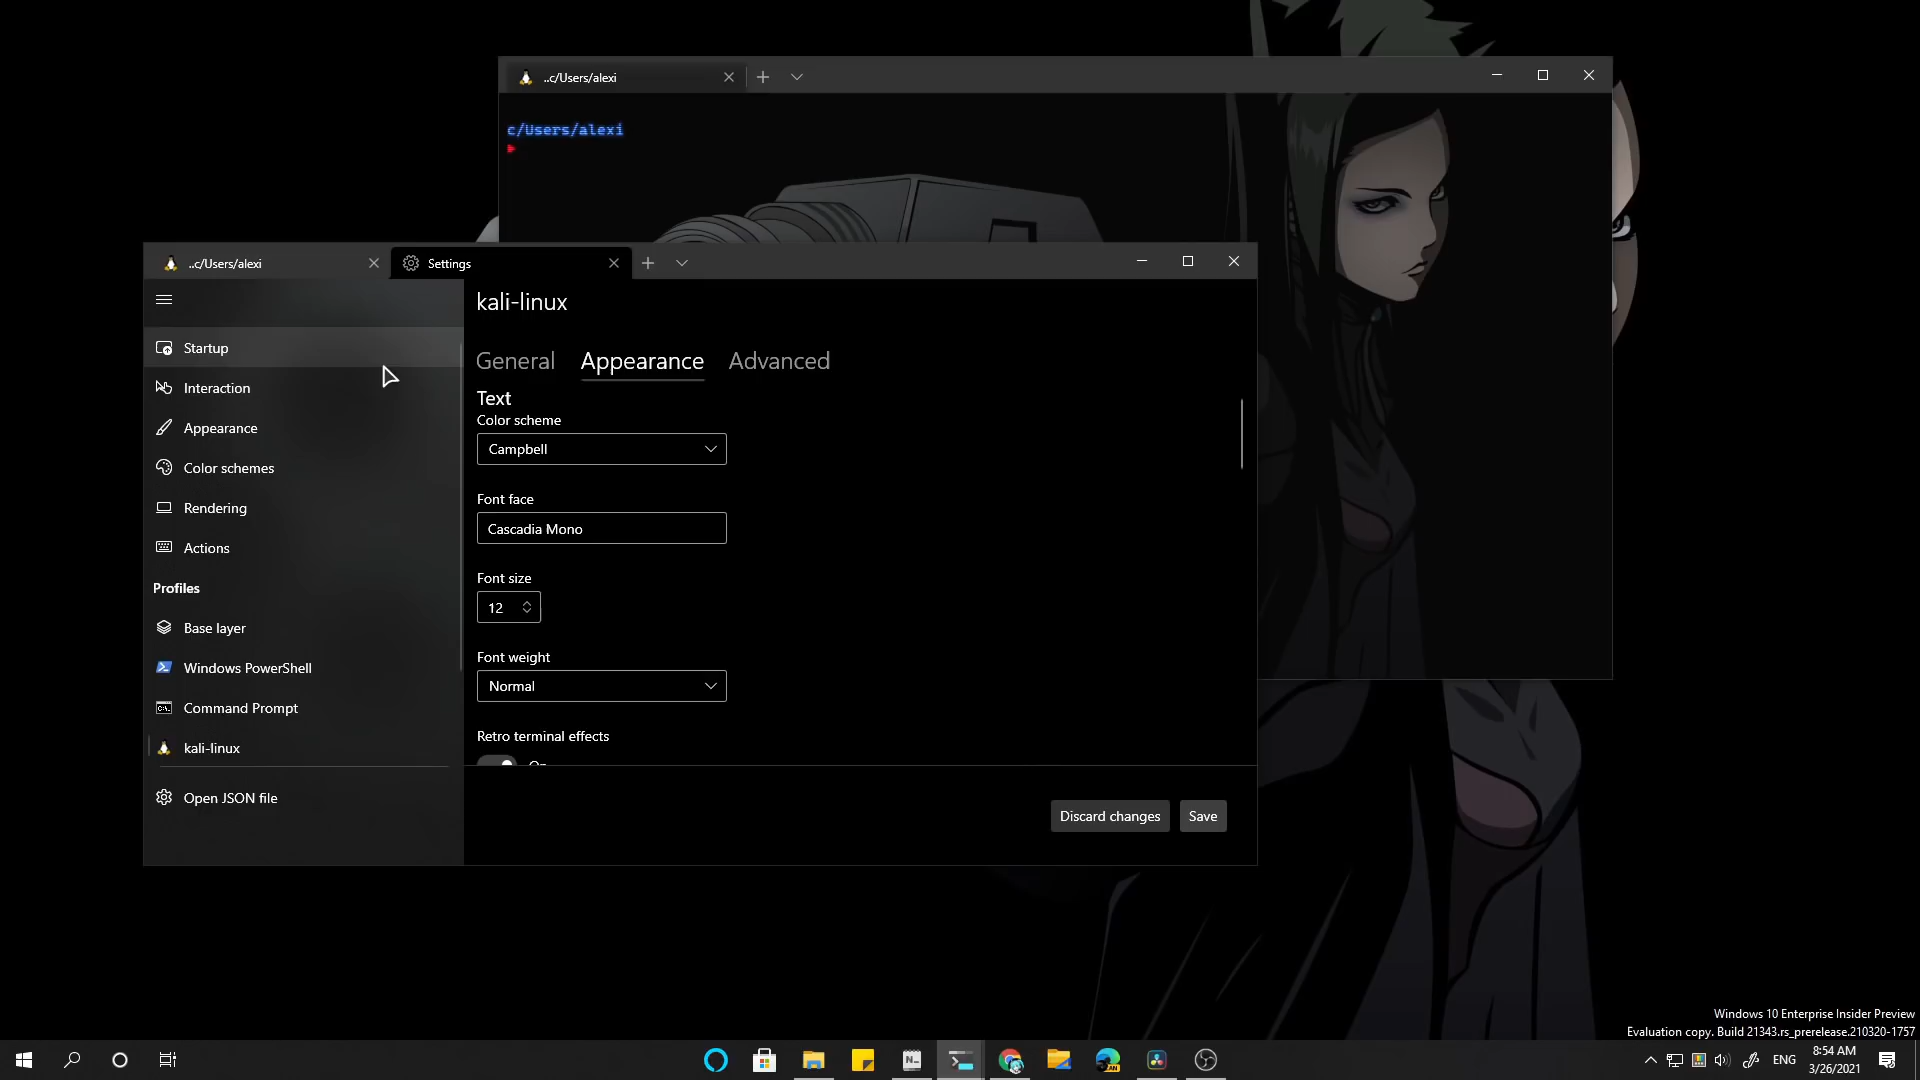 ..c/Users/alexi
c/Users/alexi
..c/Users/alexi
Settings
kali-linux
Startup
Interaction
Appearance
Color schemes
Rendering
Actions
Profiles
Base layer
Windows PowerShell
Command Prompt
kali-linux
Open JSON file
General Appearance Advanced
Text
Color scheme
Campbell
Font face
Cascadia Mono
Font size
12
Font weight
Normal
Retro terminal effects
On
Discard changes
Save
Windows 10 Enterprise Insider Preview
Evaluation copy. Build 21343.rs_prerelease.210320-1757
ENG
8:54 AM
3/26/2021